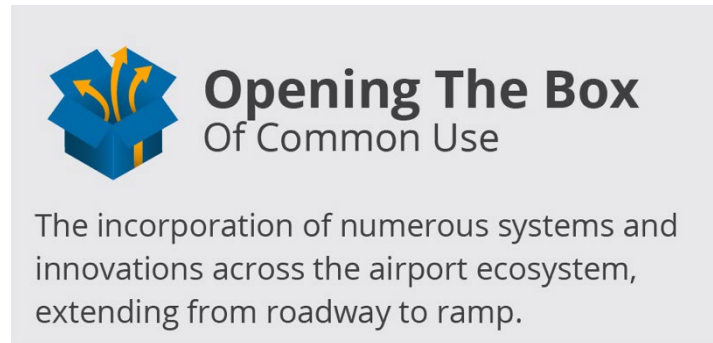 Opening The Box
Of Common Use
The incorporation of numerous systems and
innovations across the airport ecosystem,
extending from roadway to ramp.